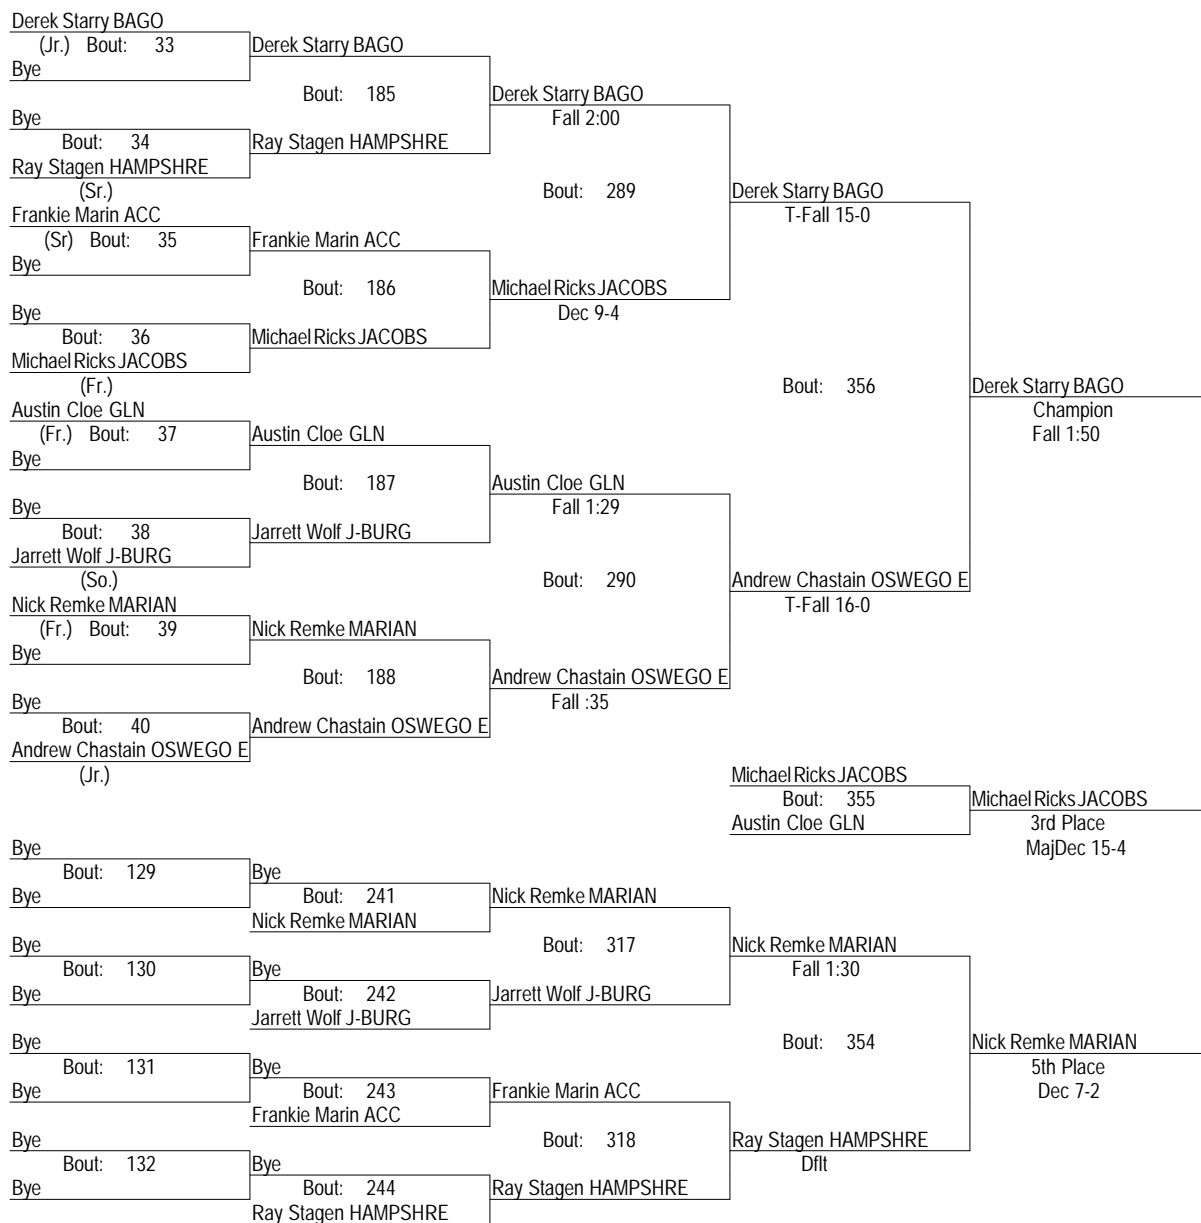 Derek Starry BAGO
(Jr.) Bout: 33
Derek Starry BAGO
Bye
Bout: 185
Derek Starry BAGO
Fall 2:00
Bye
Bout: 34
Ray Stagen HAMPSHRE
Ray Stagen HAMPSHRE
(Sr.)
Bout: 289
Derek Starry BAGO
T-Fall 15-0
Frankie Marin ACC
(Sr) Bout: 35
Frankie Marin ACC
Bye
Bout: 186
Michael Ricks JACOBS
Dec 9-4
Bye
Bout: 36
Michael Ricks JACOBS
Michael Ricks JACOBS
(Fr.)
Bout: 356
Derek Starry BAGO
Champion
Fall 1:50
Austin Cloe GLN
(Fr.) Bout: 37
Austin Cloe GLN
Bye
Bout: 187
Austin Cloe GLN
Fall 1:29
Bye
Bout: 38
Jarrett Wolf J-BURG
Jarrett Wolf J-BURG
(So.)
Bout: 290
Andrew Chastain OSWEGO E
T-Fall 16-0
Nick Remke MARIAN
(Fr.) Bout: 39
Nick Remke MARIAN
Bye
Bout: 188
Andrew Chastain OSWEGO E
Fall :35
Bye
Bout: 40
Andrew Chastain OSWEGO E
Andrew Chastain OSWEGO E
(Jr.)
Michael Ricks JACOBS
Bout: 355
Michael Ricks JACOBS
Austin Cloe GLN
3rd Place
MajDec 15-4
Bye
Bout: 129
Bye
Bye
Bout: 241
Nick Remke MARIAN
Nick Remke MARIAN
Bye
Bout: 317
Nick Remke MARIAN
Fall 1:30
Bout: 130
Bye
Bye
Bout: 242
Jarrett Wolf J-BURG
Jarrett Wolf J-BURG
Bye
Bout: 354
Nick Remke MARIAN
5th Place
Dec 7-2
Bout: 131
Bye
Bye
Bout: 243
Frankie Marin ACC
Frankie Marin ACC
Bye
Bout: 318
Ray Stagen HAMPSHRE
Dflt
Bout: 132
Bye
Bye
Bout: 244
Ray Stagen HAMPSHRE
Ray Stagen HAMPSHRE